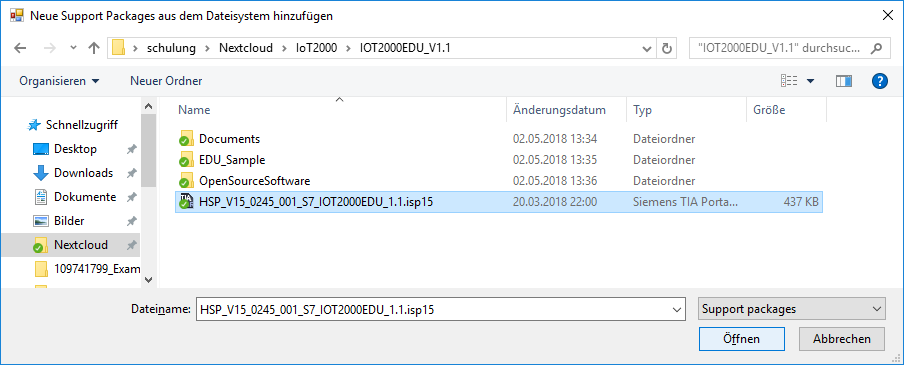 Neue Support Packages aus dem Dateisystem hinzufügen
schulung > Nextcloud > IoT2000 > IOT2000EDU_V1.1
"IOT2000EDU_V1.1" durchsuc...
Organisieren Neuer Ordner
Name Änderungsdatum Typ Größe
Schnellzugriff
Desktop
Downloads
Dokumente
Bilder
Nextcloud
109741799_Exam
Documents 02.05.2018 13:34 Dateiordner
EDU_Sample 02.05.2018 13:35 Dateiordner
OpenSourceSoftware 02.05.2018 13:36 Dateiordner
HSP_V15_0245_001_S7_IOT2000EDU_1.1.isp15 20.03.2018 22:00 Siemens TIA Porta... 437 KB
Dateiname: HSP_V15_0245_001_S7_IOT2000EDU_1.1.isp15 Support packages
Öffnen Abbrechen